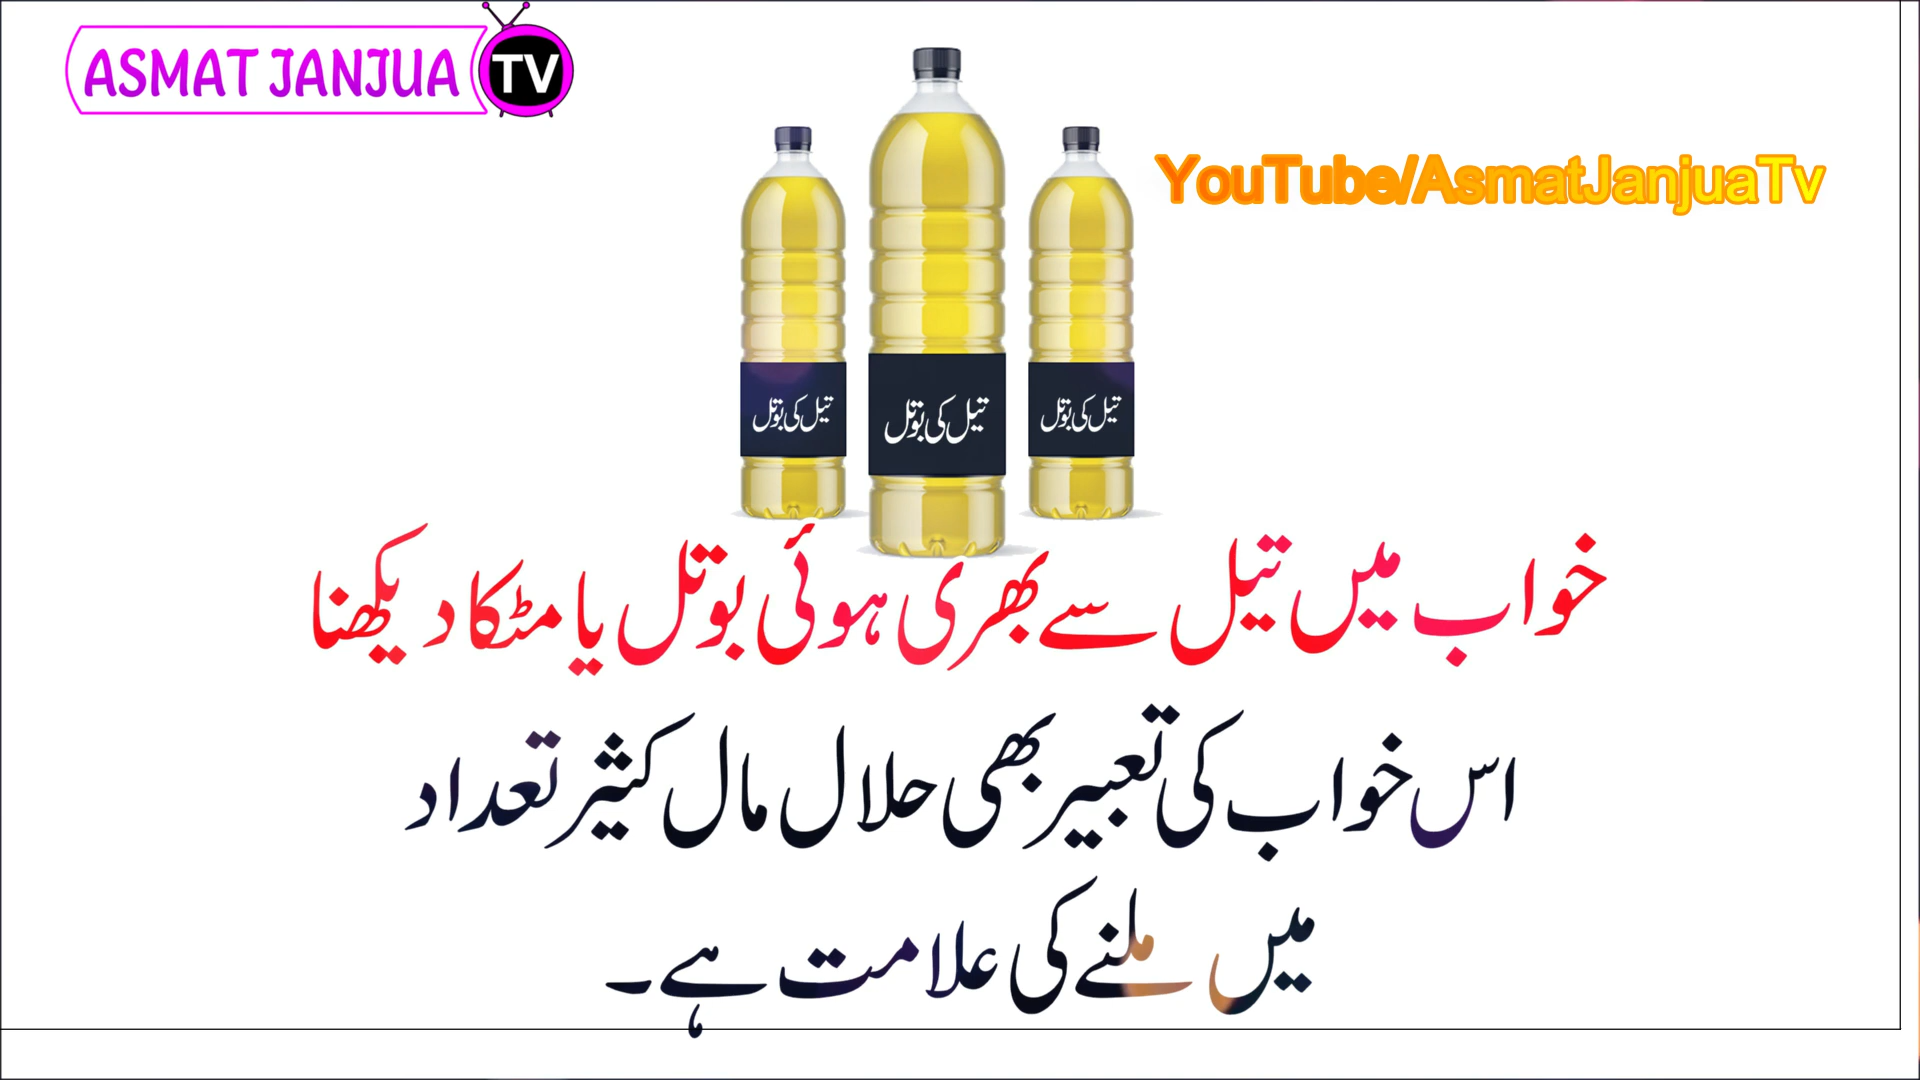 ASMAT JANJUA TV
YouTube/AsmatJanjuaTv
تیل کی بوتل
تیل کی بوتل
تیل کی بوتل
خواب میں تیل سے بھری ہوئی بوتل یا مٹکا دیکھنا
اس خواب کی تعبیر بھی حلال مال کثیر تعداد
میں ملنے کی علامت ہے۔